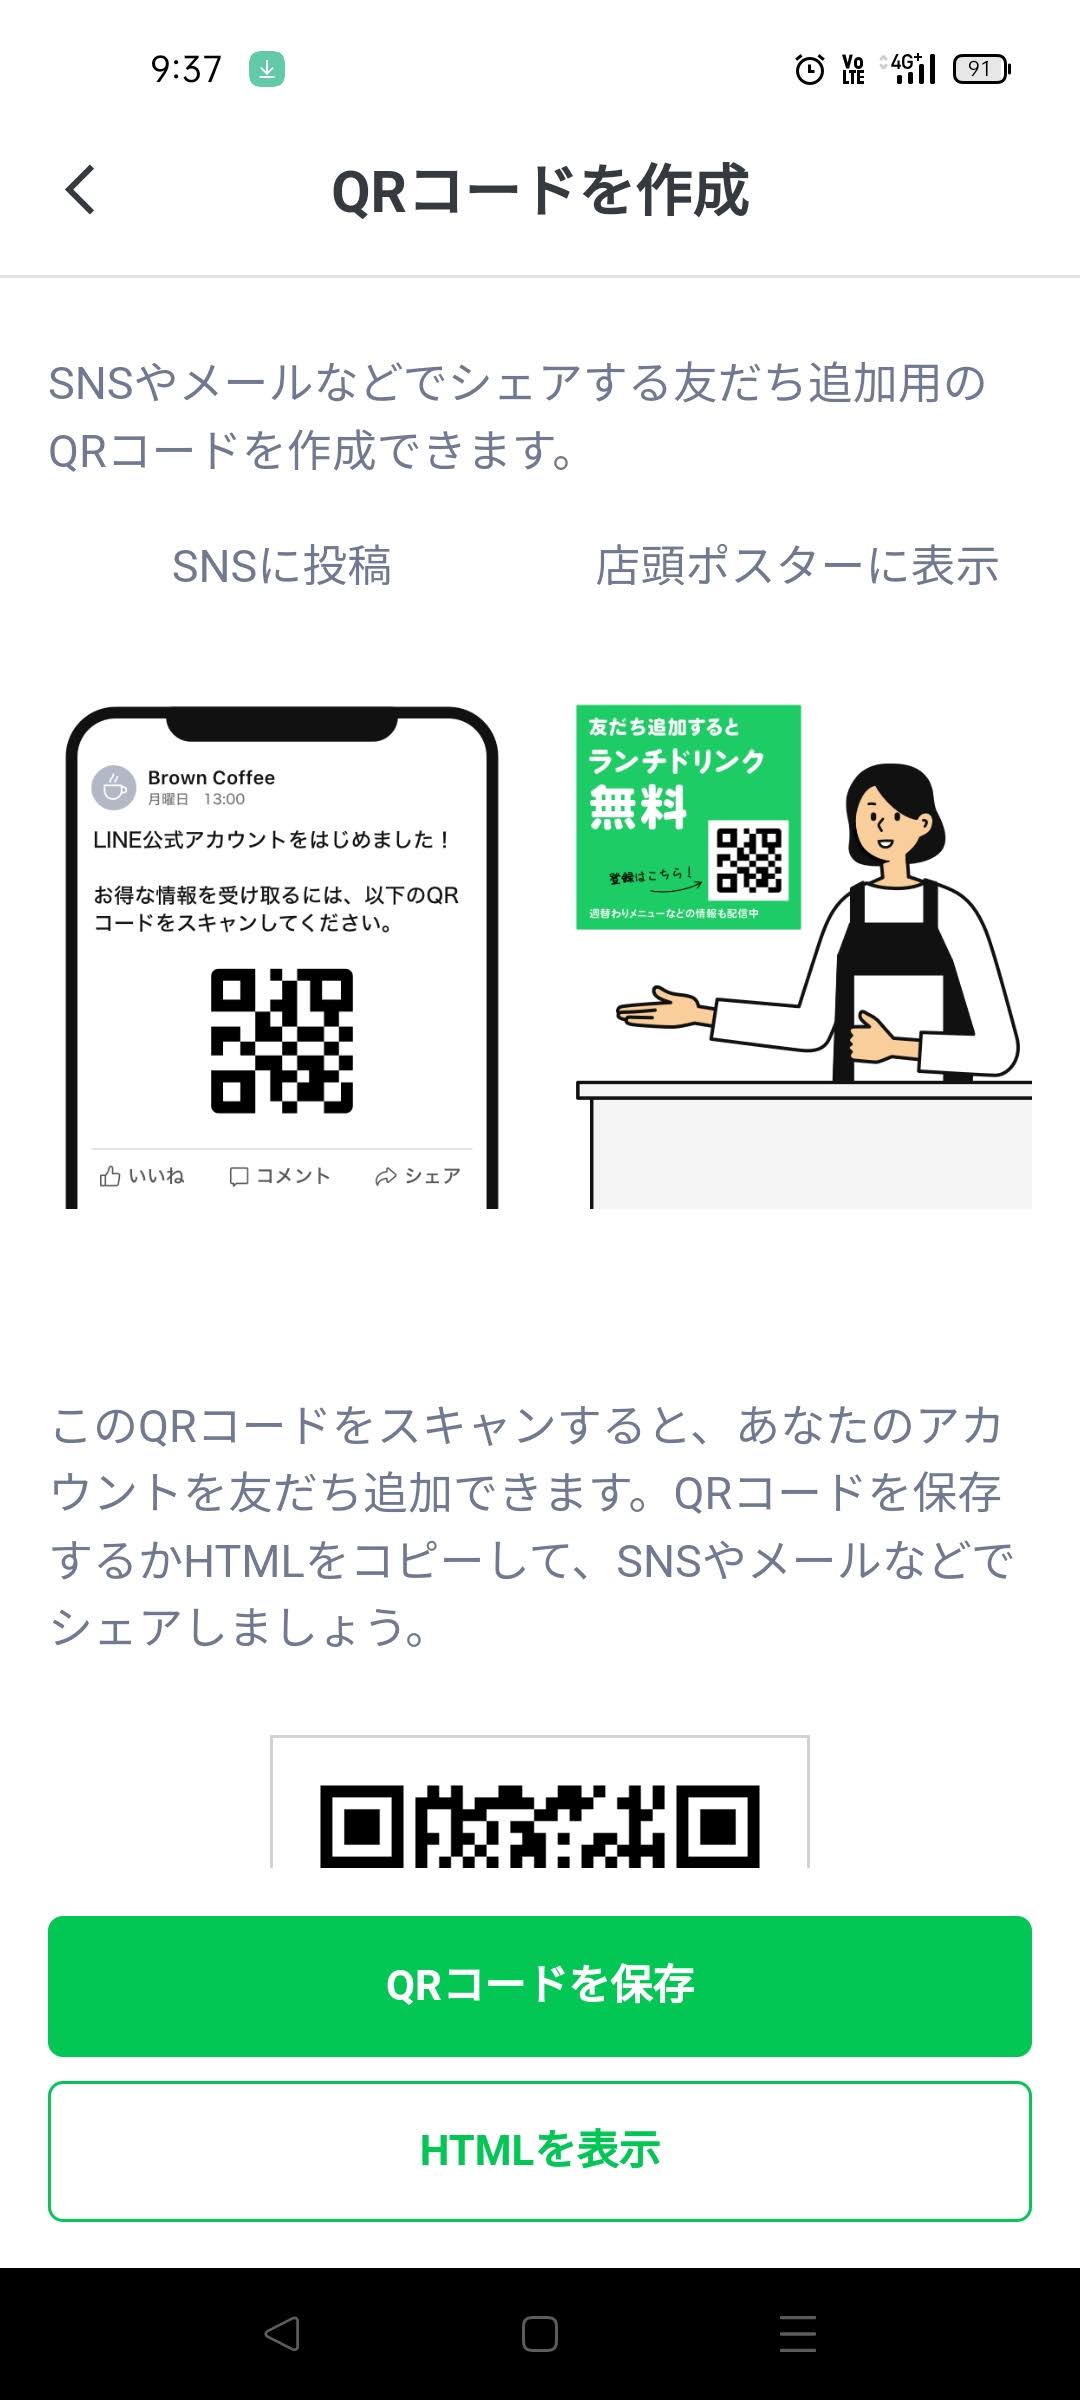 9:37
Vo LTE 4G+ 91
QRコードを作成
SNSやメールなどでシェアする友だち追加用の
QRコードを作成できます。
SNSに投稿
店頭ポスターに表示
Brown Coffee
月曜日 13:00
LINE公式アカウントをはじめました！
お得な情報を受け取るには、以下のQR
コードをスキャンしてください。
いいね コメント シェア
友だち追加すると
ランチドリンク
無料
登録はこちら！
週替わりメニューなどの情報も配信中
このQRコードをスキャンすると、あなたのアカ
ウントを友だち追加できます。QRコードを保存
するかHTMLをコピーして、SNSやメールなどで
シェアしましょう。
QRコードを保存
HTMLを表示